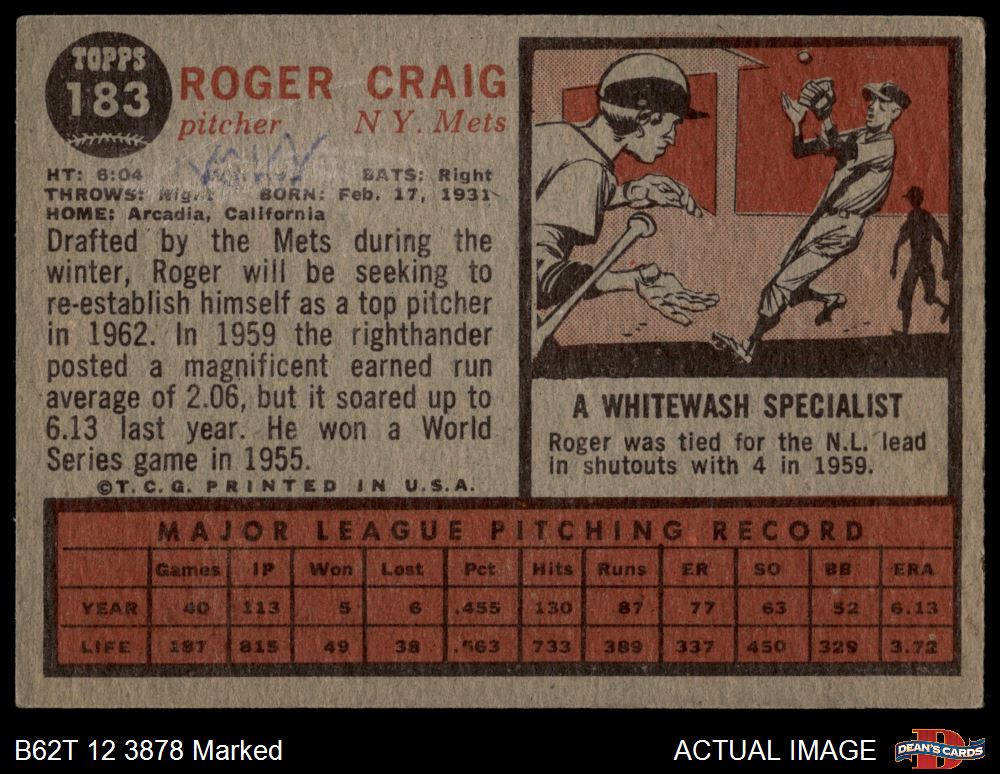 TOPPS
183
ROGER CRAIG
pitcher N Y. Mets
HT: 6:04 BATS: Right
THROWS: Right BORN: Feb. 17, 1931
HOME: Arcadia, California
Drafted by the Mets during the
winter, Roger will be seeking to
re-establish himself as a top pitcher
in 1962. In 1959 the righthander
posted a magnificent earned run
average of 2.06, but it soared up to
6.13 last year. He won a World
Series game in 1955.
©T. C. G. PRINTED IN U.S.A.
A WHITEWASH SPECIALIST
Roger was tied for the N.L. lead
in shutouts with 4 in 1959.
MAJOR LEAGUE PITCHING RECORD
Games IP Won Lost Pct Hits Runs ER SO BB ERA
YEAR 40 113 5 6 .455 130 87 77 63 52 6.13
LIFE 187 815 49 38 .563 733 389 337 450 329 3.72
B62T 12 3878 Marked ACTUAL IMAGE DEAN'S CARDS